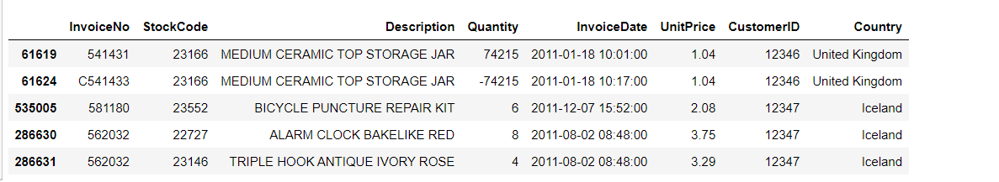 InvoiceNo StockCode Description Quantity InvoiceDate UnitPrice CustomerID Country
61619 541431 23166 MEDIUM CERAMIC TOP STORAGE JAR 74215 2011-01-18 10:01:00 1.04 12346 United Kingdom
61624 C541433 23166 MEDIUM CERAMIC TOP STORAGE JAR -74215 2011-01-18 10:17:00 1.04 12346 United Kingdom
535005 581180 23552 BICYCLE PUNCTURE REPAIR KIT 6 2011-12-07 15:52:00 2.08 12347 Iceland
286630 562032 22727 ALARM CLOCK BAKELIKE RED 8 2011-08-02 08:48:00 3.75 12347 Iceland
286631 562032 23146 TRIPLE HOOK ANTIQUE IVORY ROSE 4 2011-08-02 08:48:00 3.29 12347 Iceland